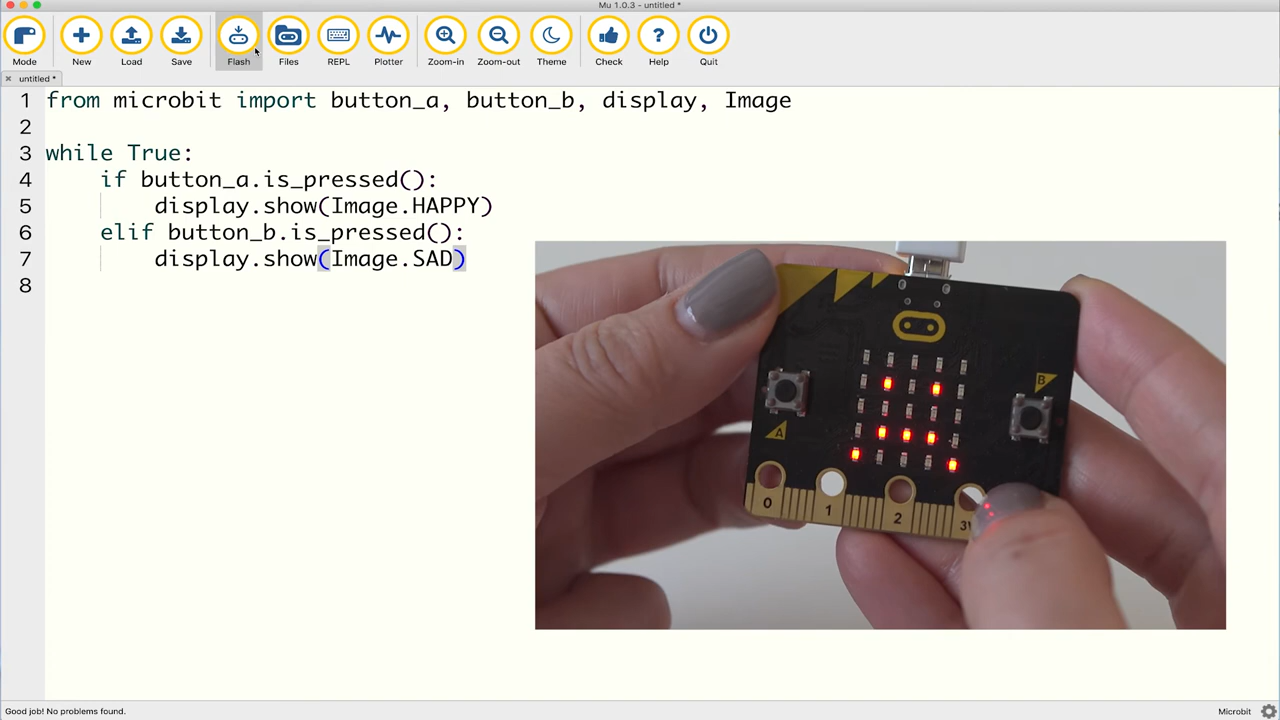 Mu 1.0.3 - untitled *
Mode New Load Save Flash Files REPL Plotter Zoom-in Zoom-out Theme Check Help Quit
untitled *
1 from microbit import button_a, button_b, display, Image
2
3 while True:
4 if button_a.is_pressed():
5 display.show(Image.HAPPY)
6 elif button_b.is_pressed():
7 display.show(Image.SAD)
8
B
A
0 1 2 3V
Good job! No problems found.
Microbit